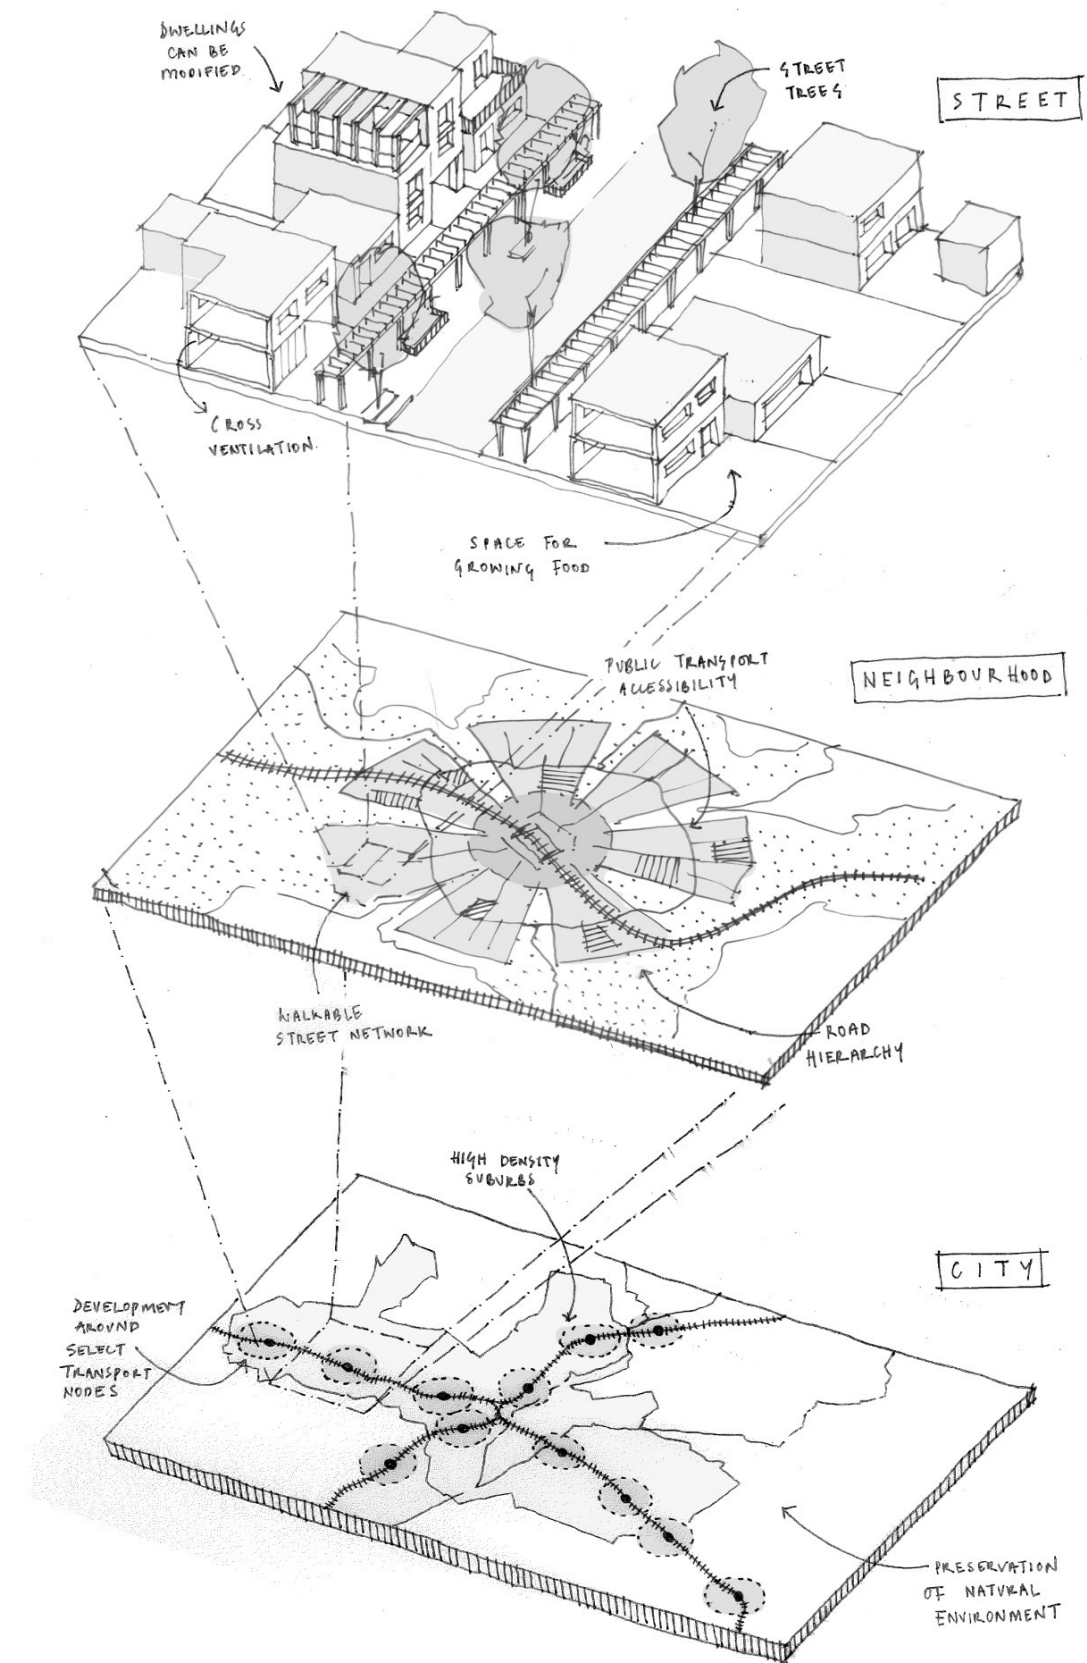 DWELLINGS
CAN BE
MODIFIED
STREET
TREES
STREET
CROSS
VENTILATION.
SPACE FOR
GROWING FOOD
PUBLIC TRANSPORT
ACCESSIBILITY
NEIGHBOURHOOD
WALKABLE
STREET NETWORK
ROAD
HIERARCHY
HIGH DENSITY
SUBURBS
CITY
DEVELOPMENT
AROUND
SELECT
TRANSPORT
NODES
PRESERVATION
OF NATURAL
ENVIRONMENT